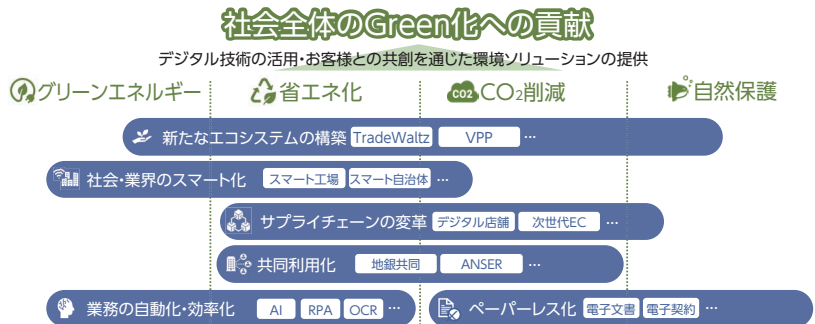 社会全体のGreen化への貢献
デジタル技術の活用・お客様との共創を通じた環境ソリューションの提供
グリーンエネルギー 省エネ化 CO2 CO₂削減 自然保護
新たなエコシステムの構築 TradeWaltz VPP …
社会・業界のスマート化 スマート工場 スマート自治体 …
サプライチェーンの変革 デジタル店舗 次世代EC …
共同利用化 地銀共同 ANSER …
業務の自動化・効率化 AI RPA OCR … ペーパーレス化 電子文書 電子契約 …